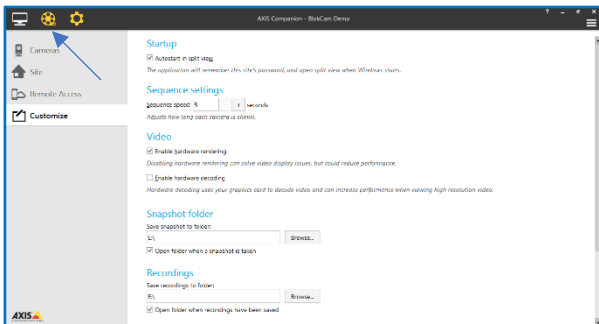 AXIS Companion - BlokCam Demo
Cameras
Site
Remote Access
Customize
Startup
Autostart in split view
The application will remember this site's password, and open split view when Windows starts.
Sequence settings
Sequence speed: 5 seconds
Adjusts how long each camera is shown.
Video
Enable hardware rendering
Disabling hardware rendering can solve video display issues, but could reduce performance.
Enable hardware decoding
Hardware decoding uses your graphics card to decode video and can increase performance when viewing high resolution video.
Snapshot folder
Save snapshot to folder:
E:\
Browse...
Open folder when a snapshot is taken
Recordings
Save recordings to folder:
E:\
Browse...
Open folder when recordings have been saved
AXIS